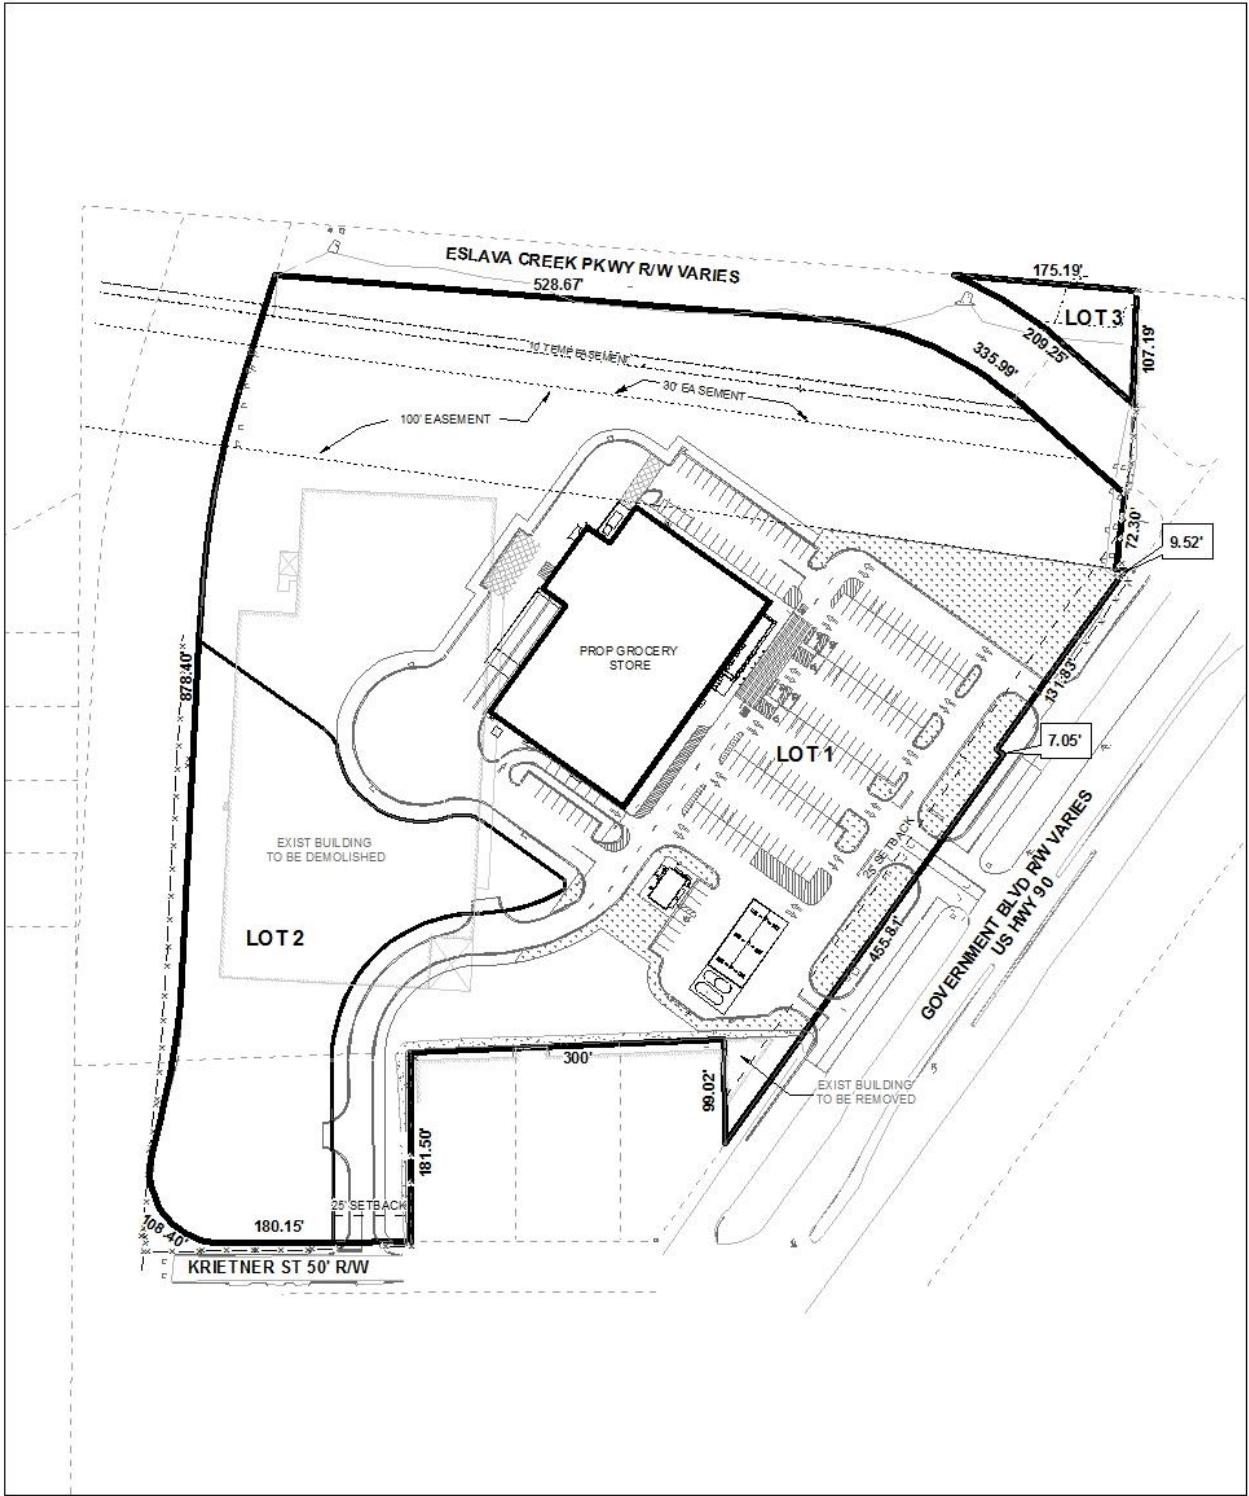 ESLAVA CREEK PKWY R/W VARIES
528.67'
175.19'
LOT 3
107.19'
209.25'
335.99'
10' TEMP EASEMENT
30' EASEMENT
100' EASEMENT
72.30'
9.52'
PROP GROCERY
STORE
878.40'
131.83'
7.05'
LOT 1
EXIST BUILDING
TO BE DEMOLISHED
25' SETBACK
GOVERNMENT BLVD R/W VARIES
US HWY 90
LOT 2
455.81'
300'
99.02'
EXIST BUILDING
TO BE REMOVED
181.50'
25' SETBACK
108.40'
180.15'
KRIETNER ST 50' R/W